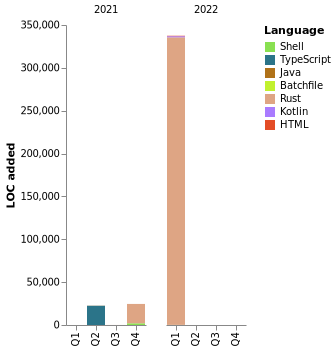 2021 2022
350,000
300,000
250,000
200,000
150,000
100,000
50,000
0
LOC added
Q1 Q2 Q3 Q4 Q1 Q2 Q3 Q4
Language
Shell
TypeScript
Java
Batchfile
Rust
Kotlin
HTML